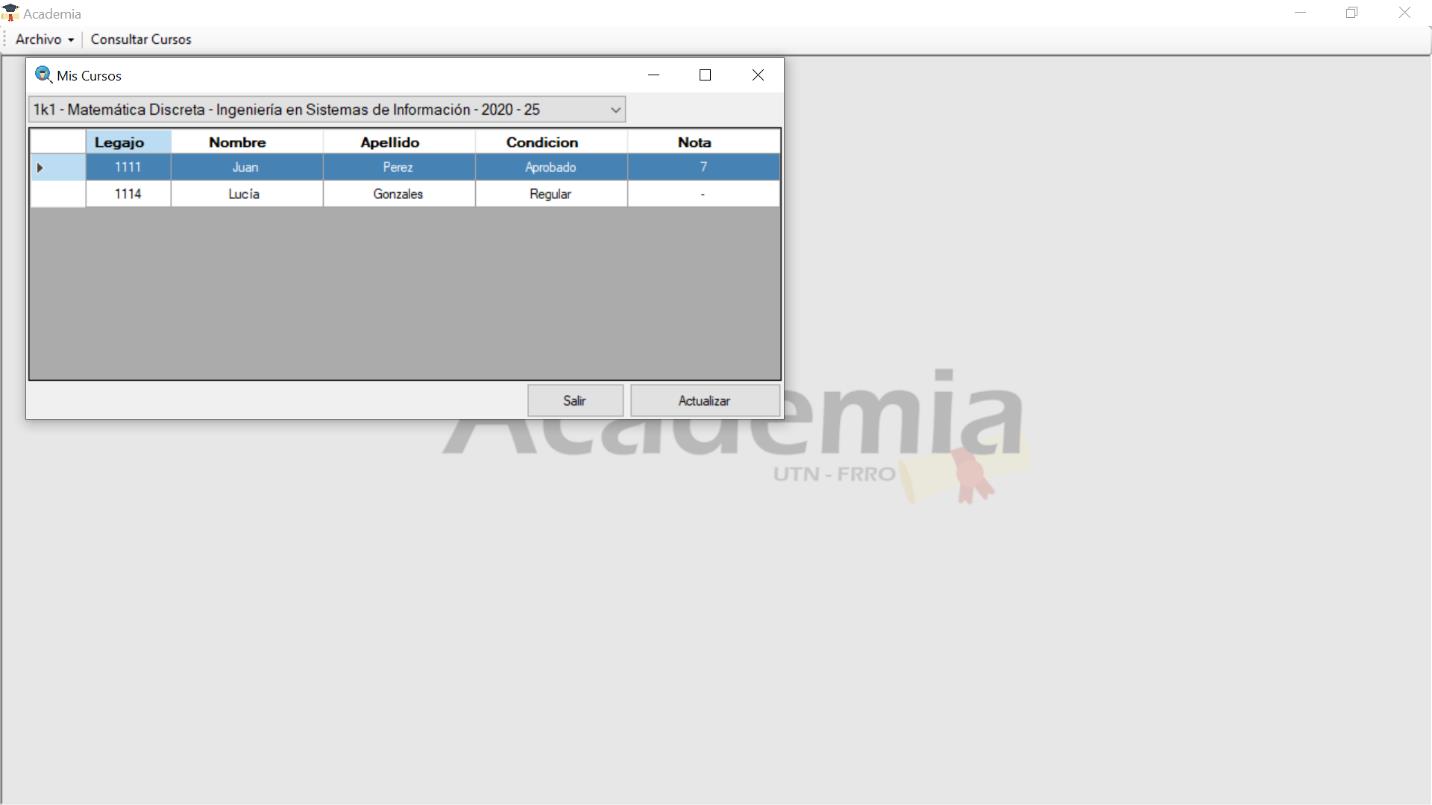 Academia
Archivo Consultar Cursos
Mis Cursos
1k1 - Matemática Discreta - Ingeniería en Sistemas de Información - 2020 - 25
Legajo Nombre Apellido Condicion Nota
1111 Juan Perez Aprobado 7
1114 Lucía Gonzales Regular -
Salir Actualizar
Academia
UTN - FRRO